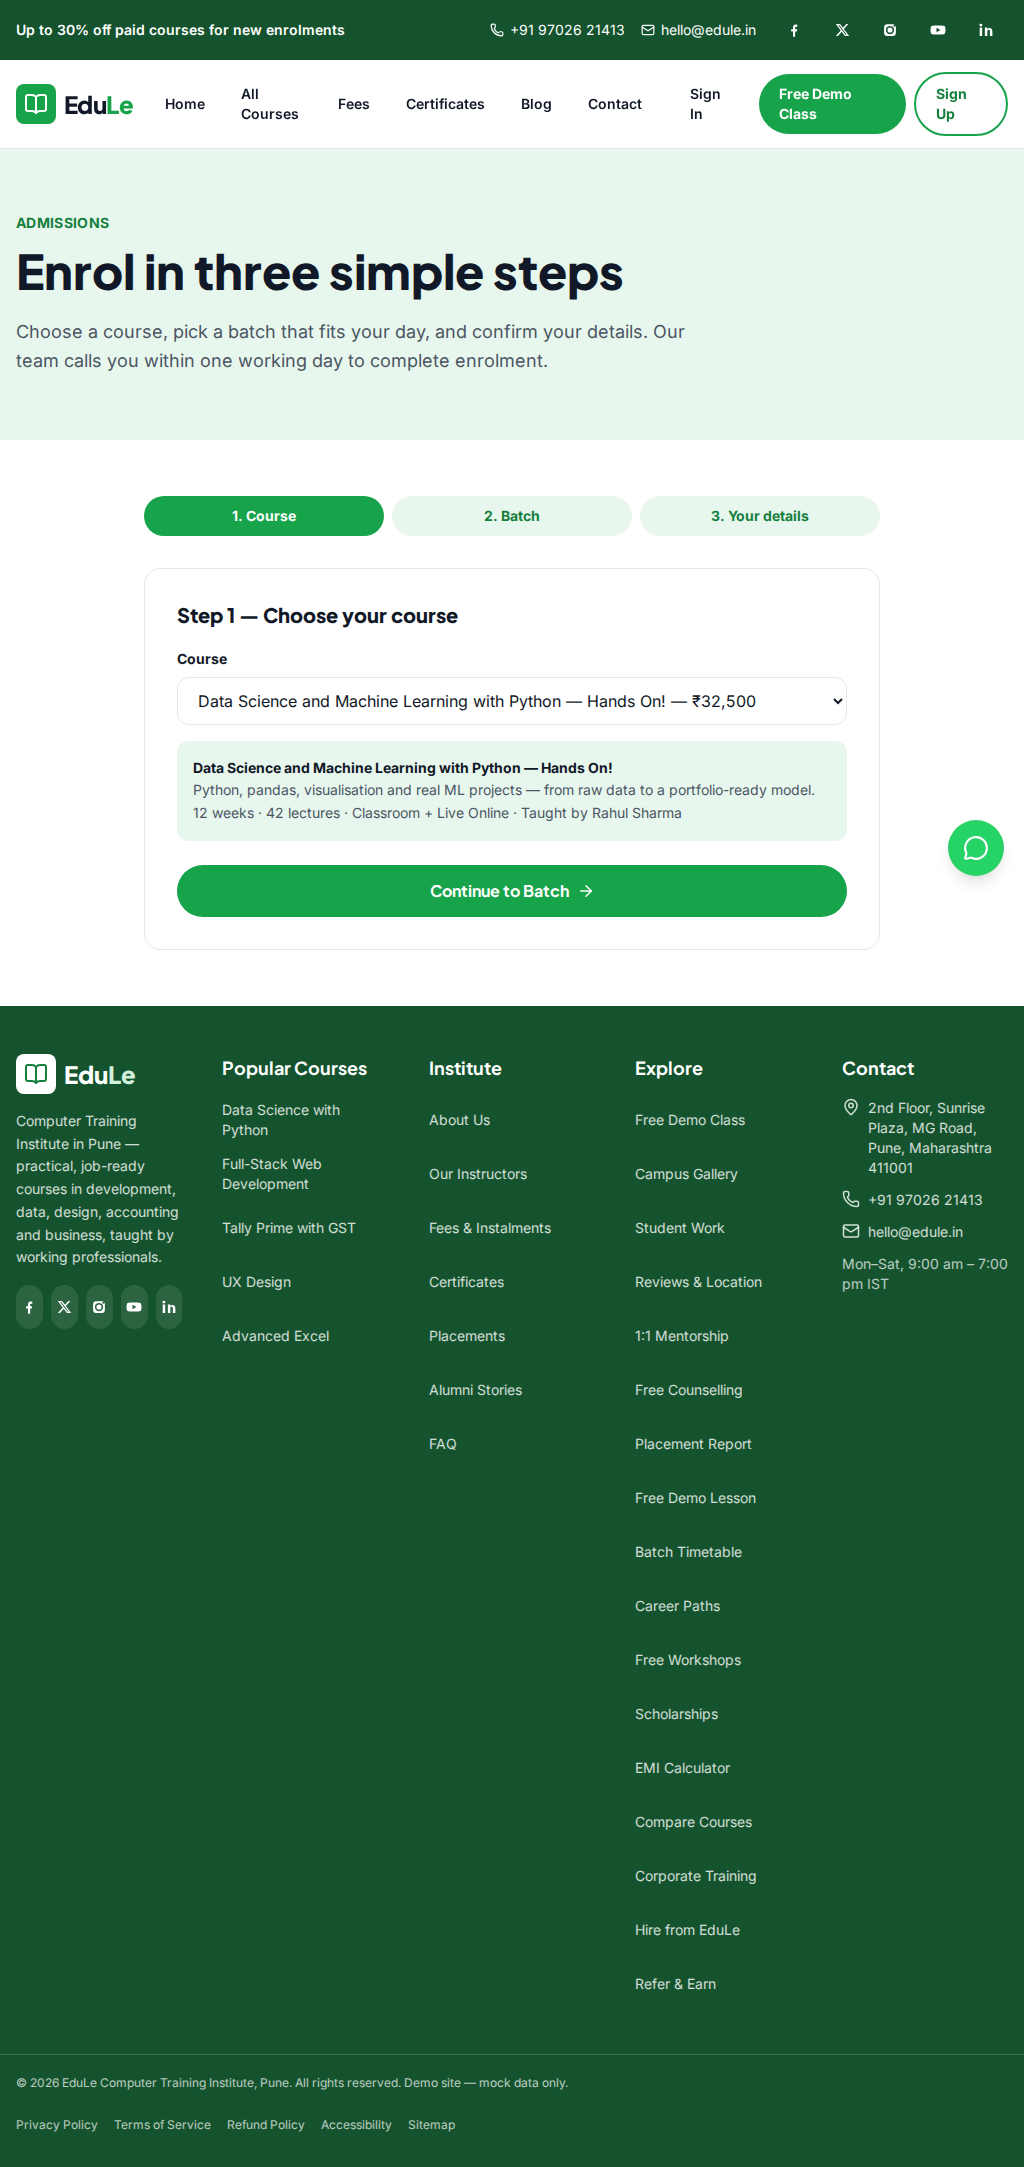 Up to 30% off paid courses for new enrolments
+91 97026 21413
hello@edule.in
EduLe
Home
All Courses
Fees
Certificates
Blog
Contact
Sign In
Free Demo Class
Sign Up
ADMISSIONS
Enrol in three simple steps
Choose a course, pick a batch that fits your day, and confirm your details. Our
team calls you within one working day to complete enrolment.
1. Course
2. Batch
3. Your details
Step 1 — Choose your course
Course
Data Science and Machine Learning with Python — Hands On! — ₹32,500
Data Science and Machine Learning with Python — Hands On!
Python, pandas, visualisation and real ML projects — from raw data to a portfolio-ready model.
12 weeks · 42 lectures · Classroom + Live Online · Taught by Rahul Sharma
Continue to Batch
EduLe
Computer Training
Institute in Pune —
practical, job-ready
courses in development,
data, design, accounting
and business, taught by
working professionals.
Popular Courses
Data Science with
Python
Full-Stack Web
Development
Tally Prime with GST
UX Design
Advanced Excel
Institute
About Us
Our Instructors
Fees & Instalments
Certificates
Placements
Alumni Stories
FAQ
Explore
Free Demo Class
Campus Gallery
Student Work
Reviews & Location
1:1 Mentorship
Free Counselling
Placement Report
Free Demo Lesson
Batch Timetable
Career Paths
Free Workshops
Scholarships
EMI Calculator
Compare Courses
Corporate Training
Hire from EduLe
Refer & Earn
Contact
2nd Floor, Sunrise
Plaza, MG Road,
Pune, Maharashtra
411001
+91 97026 21413
hello@edule.in
Mon–Sat, 9:00 am – 7:00
pm IST
© 2026 EduLe Computer Training Institute, Pune. All rights reserved. Demo site — mock data only.
Privacy Policy
Terms of Service
Refund Policy
Accessibility
Sitemap